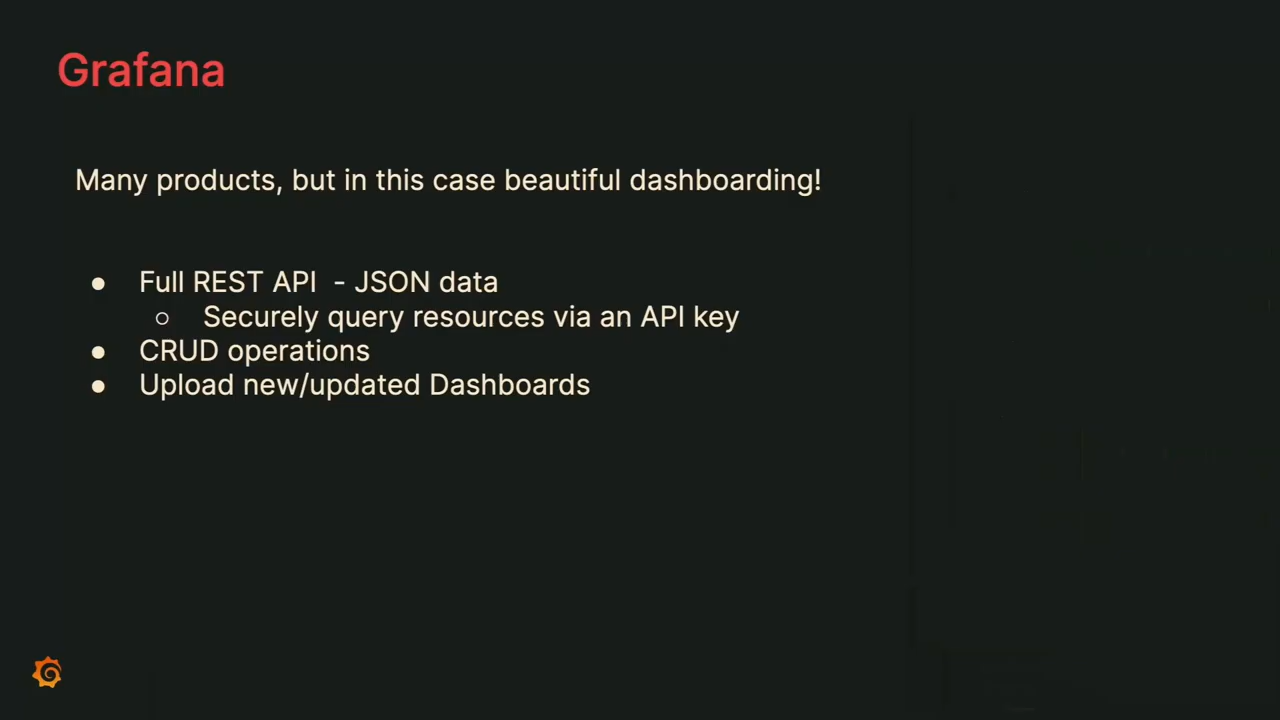 Grafana
Many products, but in this case beautiful dashboarding!
● Full REST API - JSON data
○ Securely query resources via an API key
● CRUD operations
● Upload new/updated Dashboards